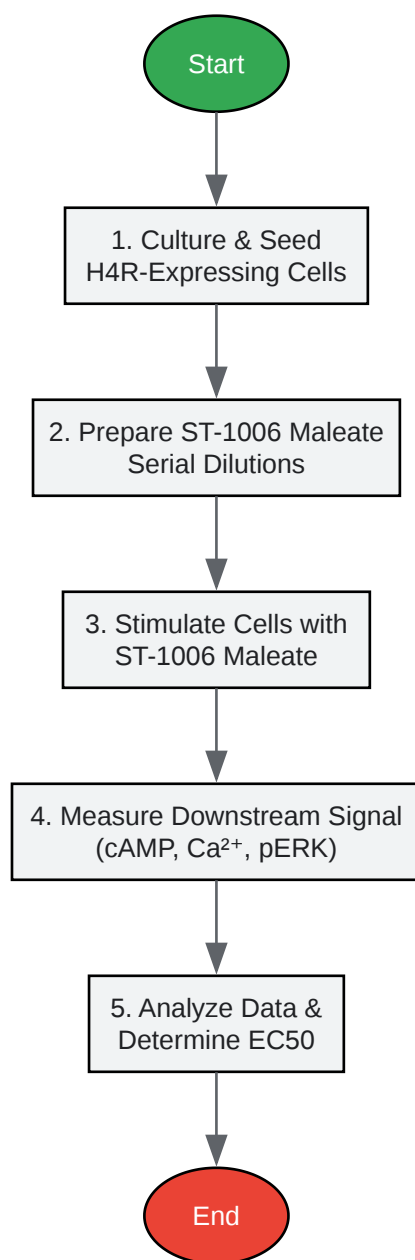 Start
1. Culture & Seed
H4R-Expressing Cells
2. Prepare ST-1006 Maleate
Serial Dilutions
3. Stimulate Cells with
ST-1006 Maleate
4. Measure Downstream Signal
(cAMP, Ca²⁺, pERK)
5. Analyze Data &
Determine EC50
End